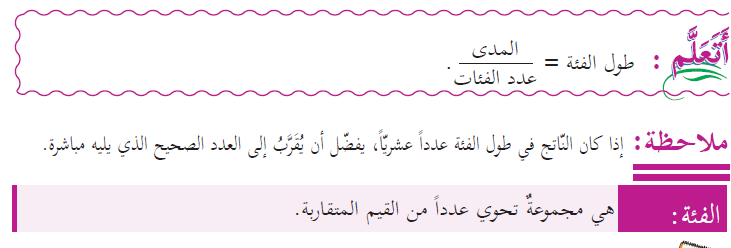 أَتَعَلَّم : طول الفئة = المدى / عدد الفئات .
ملاحظة: إذا كان النّاتج في طول الفئة عدداً عشريّاً، يفضّل أن يُقَرَّبُ إلى العدد الصحيح الذي يليه مباشرة.
الفئة: هي مجموعةٌ تحوي عدداً من القيم المتقاربة.